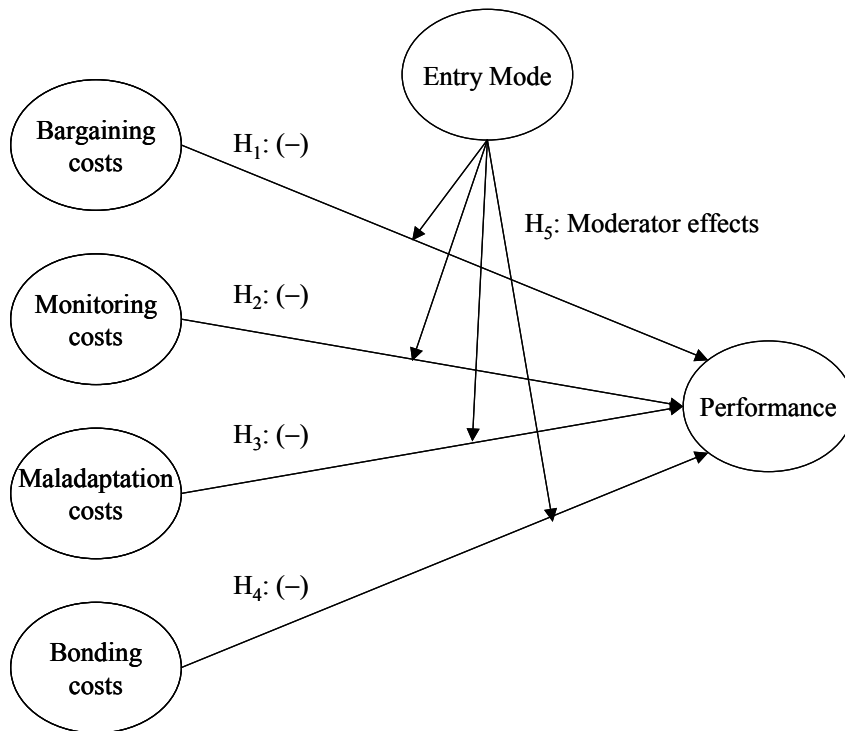 Entry Mode
Bargaining
costs
H₁: (−)
H₅: Moderator effects
Monitoring
costs
H₂: (−)
Performance
H₃: (−)
Maladaptation
costs
H₄: (−)
Bonding
costs